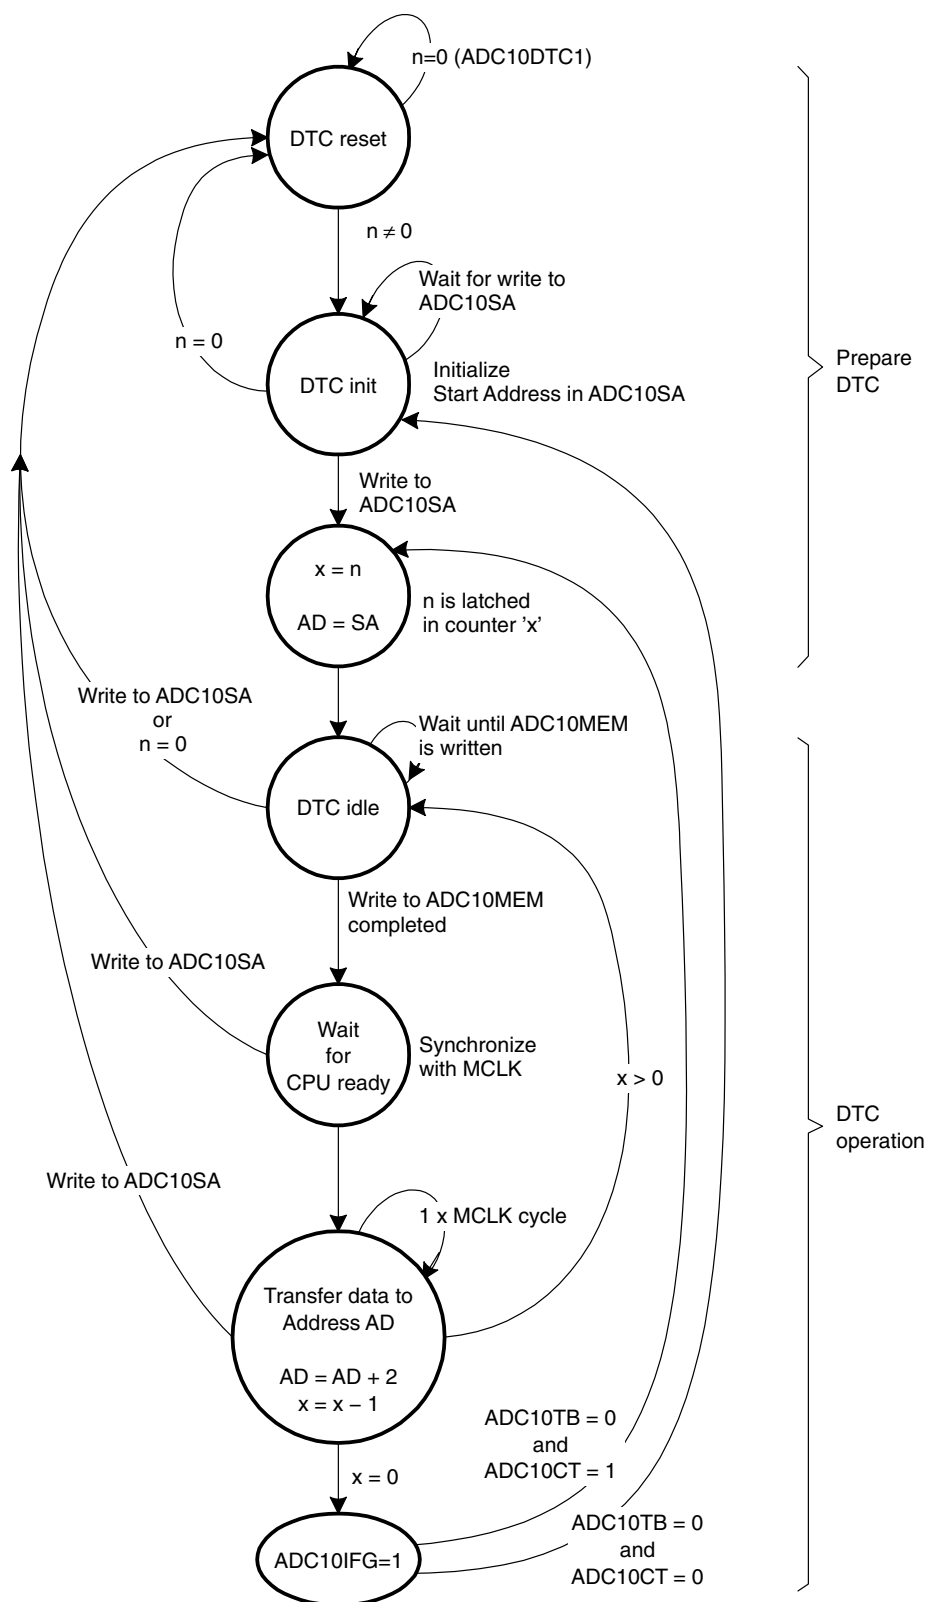 n=0 (ADC10DTC1)
DTC reset
n ≠ 0
Wait for write to
ADC10SA
n = 0
DTC init
Initialize
Start Address in ADC10SA
Prepare
DTC
Write to
ADC10SA
x = n
AD = SA
n is latched
in counter ’x’
Write to ADC10SA
or
n = 0
Wait until ADC10MEM
is written
DTC idle
Write to ADC10MEM
completed
Write to ADC10SA
Wait
for
CPU ready
Synchronize
with MCLK
x > 0
DTC
operation
Write to ADC10SA
1 x MCLK cycle
Transfer data to
Address AD
AD = AD + 2
x = x − 1
ADC10TB = 0
and
ADC10CT = 1
x = 0
ADC10IFG=1
ADC10TB = 0
and
ADC10CT = 0